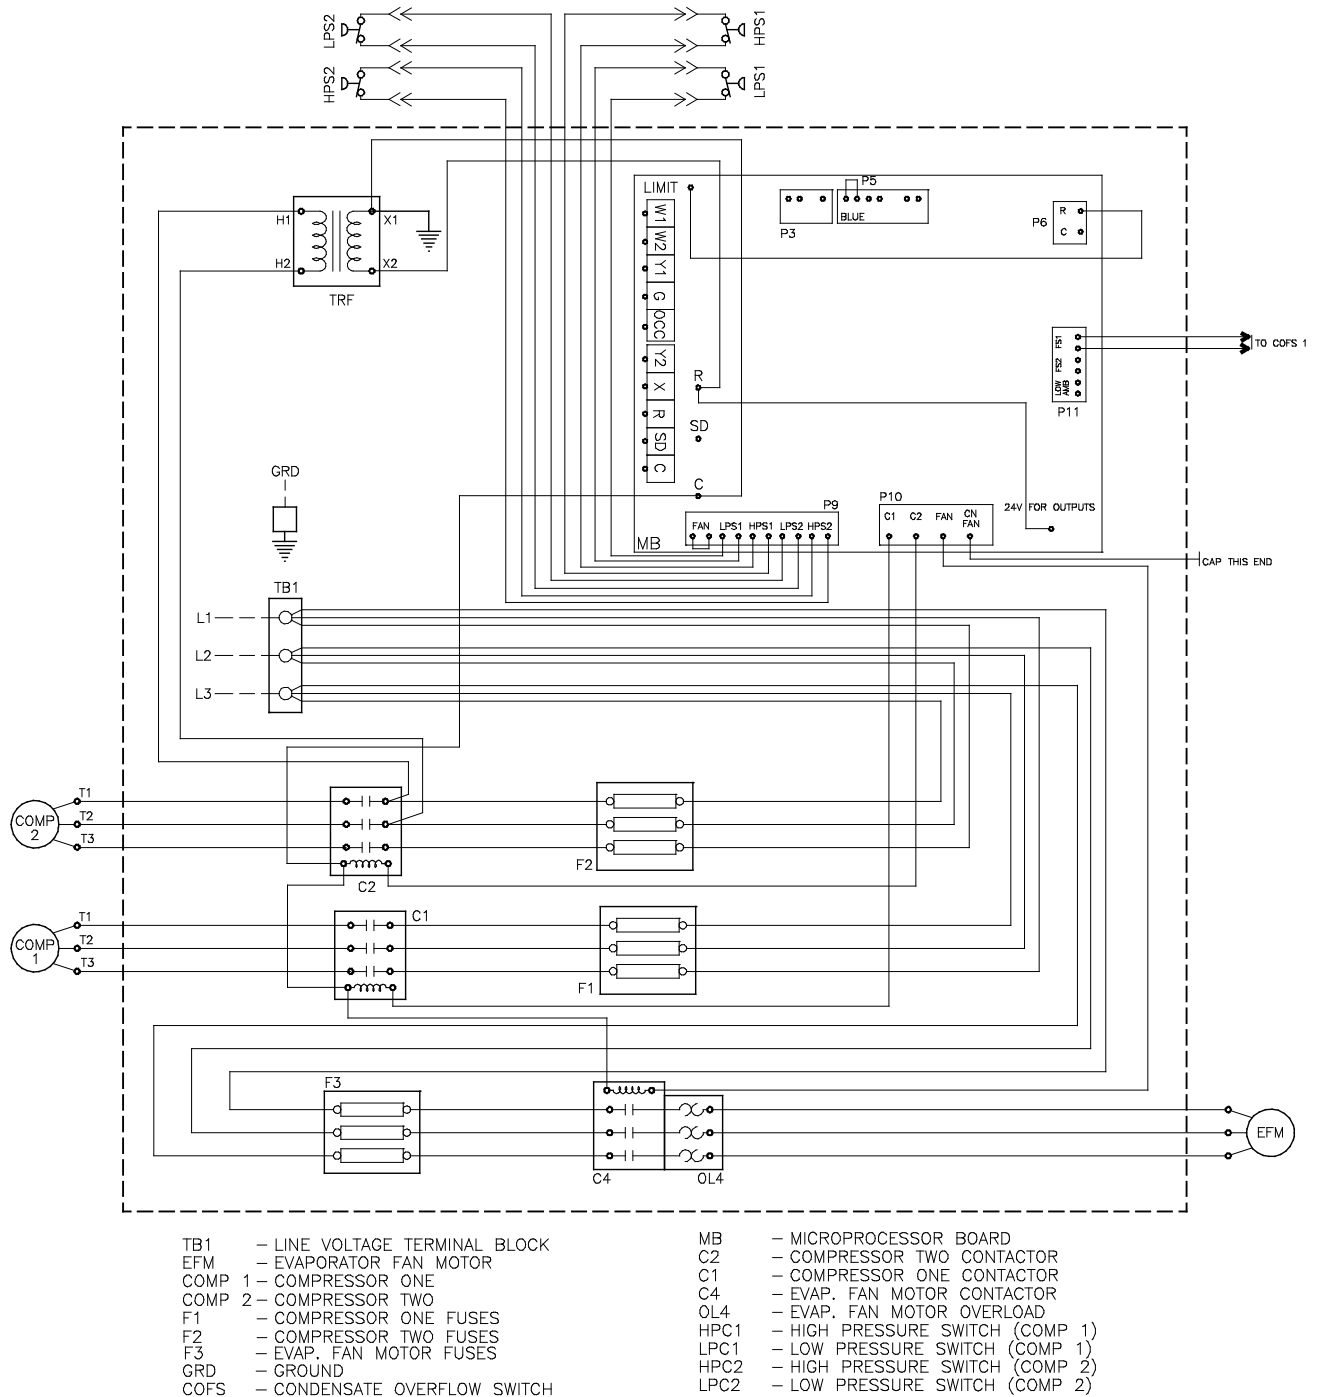 LPS2
HPS1
HPS2
LPS1
LIMIT
P5
BLUE
P3
P6
R
C
H1
X1
H2
X2
TRF
W1
W2
Y1
G
OCC
Y2
X
R
SD
C
R
SD
C
FS1
FS2
LOW
AMB
P11
TO COFS 1
GRD
P9
FAN LPS1 HPS1 LPS2 HPS2
MB
P10
C1 C2 FAN CN
FAN
24V FOR OUTPUTS
CAP THIS END
TB1
L1
L2
L3
COMP
2
T1
T2
T3
C2
F2
COMP
1
T1
T2
T3
C1
F1
F3
C4
OL4
EFM
TB1 – LINE VOLTAGE TERMINAL BLOCK
EFM – EVAPORATOR FAN MOTOR
COMP 1 – COMPRESSOR ONE
COMP 2 – COMPRESSOR TWO
F1 – COMPRESSOR ONE FUSES
F2 – COMPRESSOR TWO FUSES
F3 – EVAP. FAN MOTOR FUSES
GRD – GROUND
COFS – CONDENSATE OVERFLOW SWITCH
MB – MICROPROCESSOR BOARD
C2 – COMPRESSOR TWO CONTACTOR
C1 – COMPRESSOR ONE CONTACTOR
C4 – EVAP. FAN MOTOR CONTACTOR
OL4 – EVAP. FAN MOTOR OVERLOAD
HPC1 – HIGH PRESSURE SWITCH (COMP 1)
LPC1 – LOW PRESSURE SWITCH (COMP 1)
HPC2 – HIGH PRESSURE SWITCH (COMP 2)
LPC2 – LOW PRESSURE SWITCH (COMP 2)